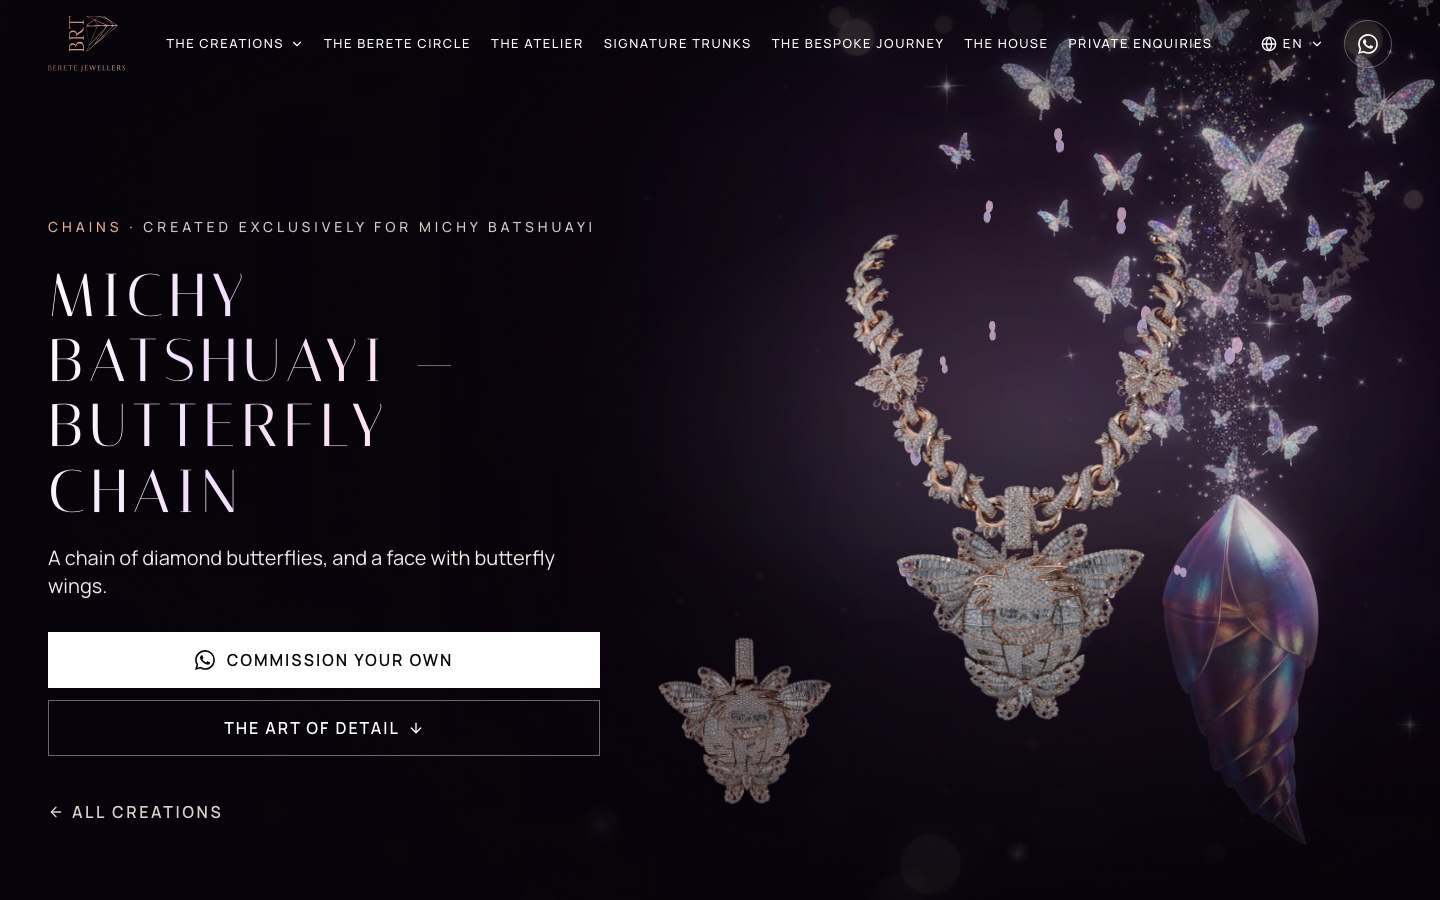 BRT
BERETE JEWELLERS
THE CREATIONS
THE BERETE CIRCLE
THE ATELIER
SIGNATURE TRUNKS
THE BESPOKE JOURNEY
THE HOUSE
PRIVATE ENQUIRIES
EN
CHAINS · CREATED EXCLUSIVELY FOR MICHY BATSHUAYI
MICHY
BATSHUAYI —
BUTTERFLY
CHAIN
A chain of diamond butterflies, and a face with butterfly
wings.
COMMISSION YOUR OWN
THE ART OF DETAIL ↓
← ALL CREATIONS